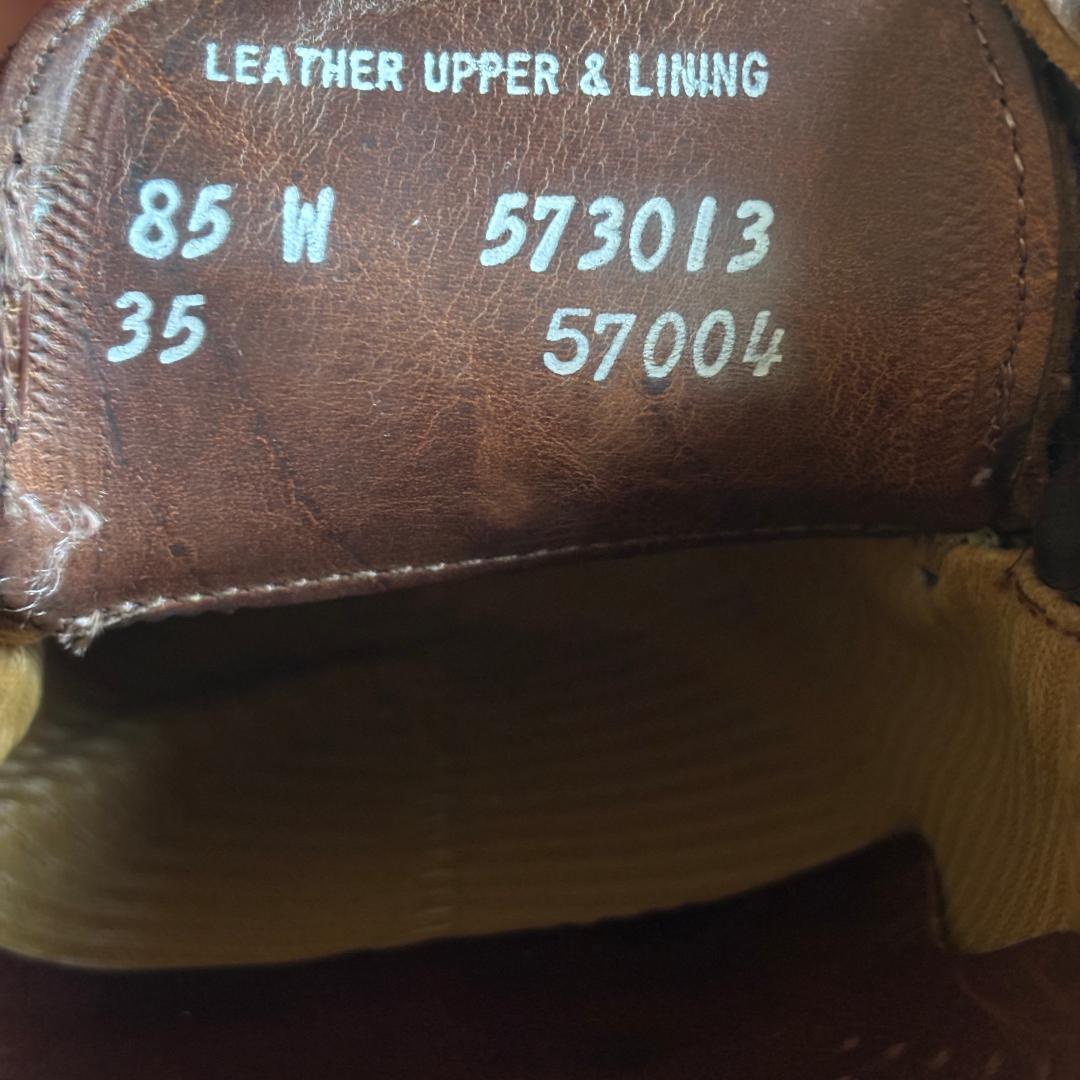 LEATHER UPPER & LINING
85 W 573013
35 57004